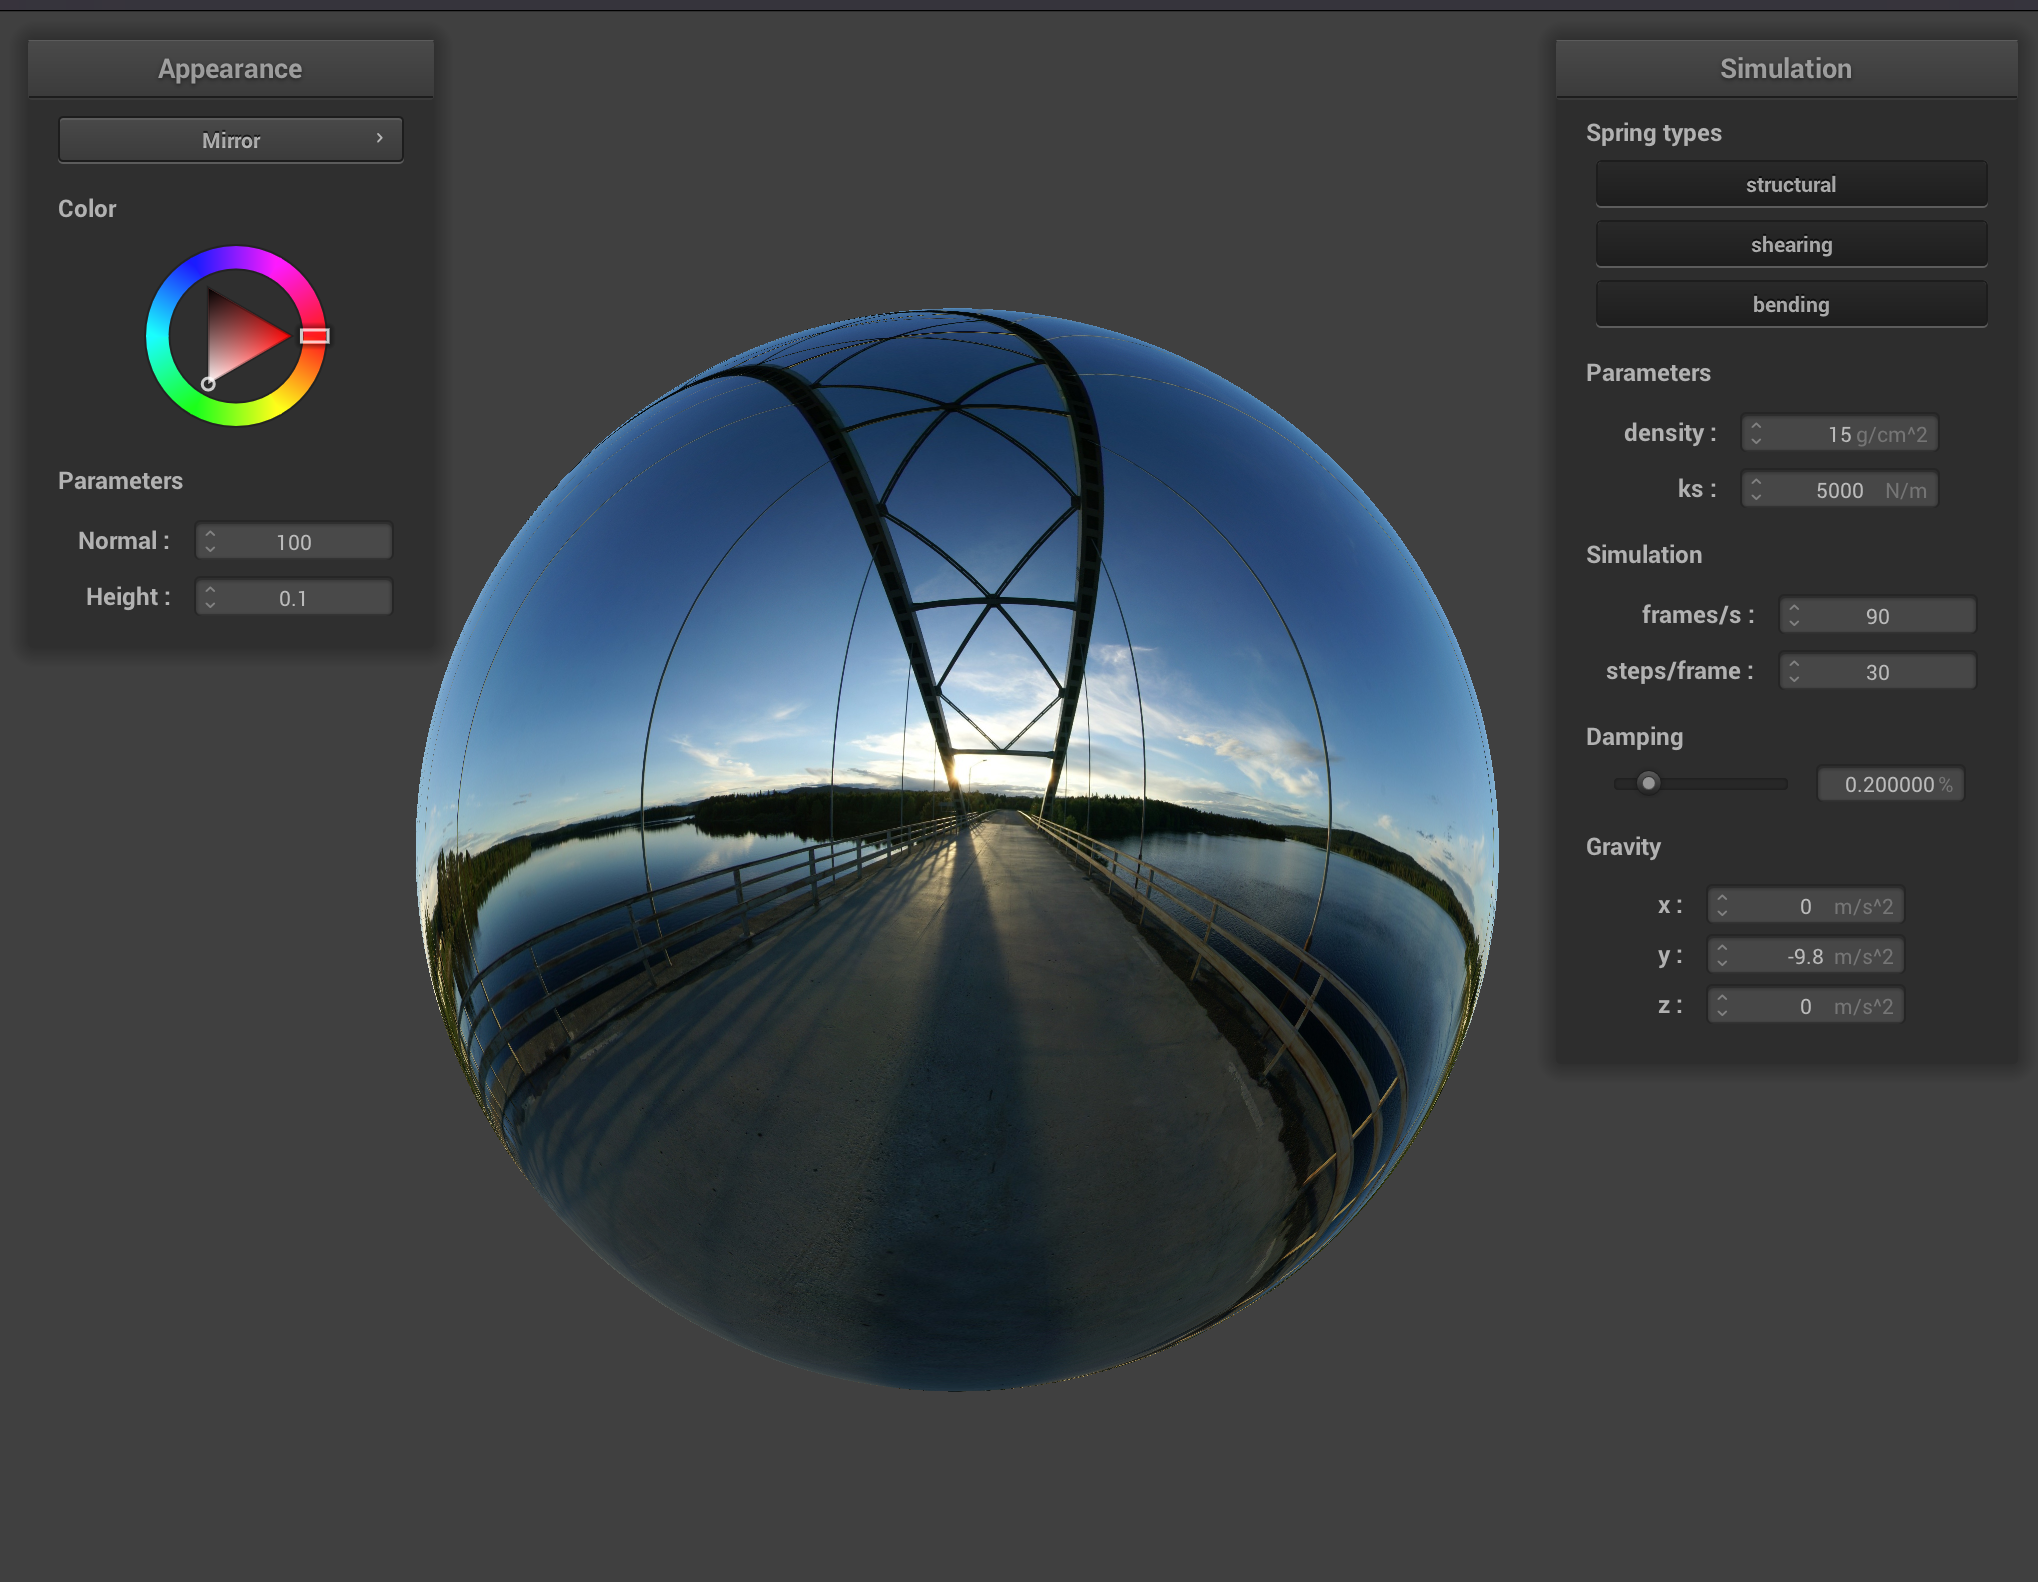 Appearance
Mirror
Color
Parameters
Normal : 100
Height : 0.1
Simulation
Spring types
structural
shearing
bending
Parameters
density : 15 g/cm^2
ks : 5000 N/m
Simulation
frames/s : 90
steps/frame : 30
Damping
0.200000 %
Gravity
x : 0 m/s^2
y : -9.8 m/s^2
z : 0 m/s^2